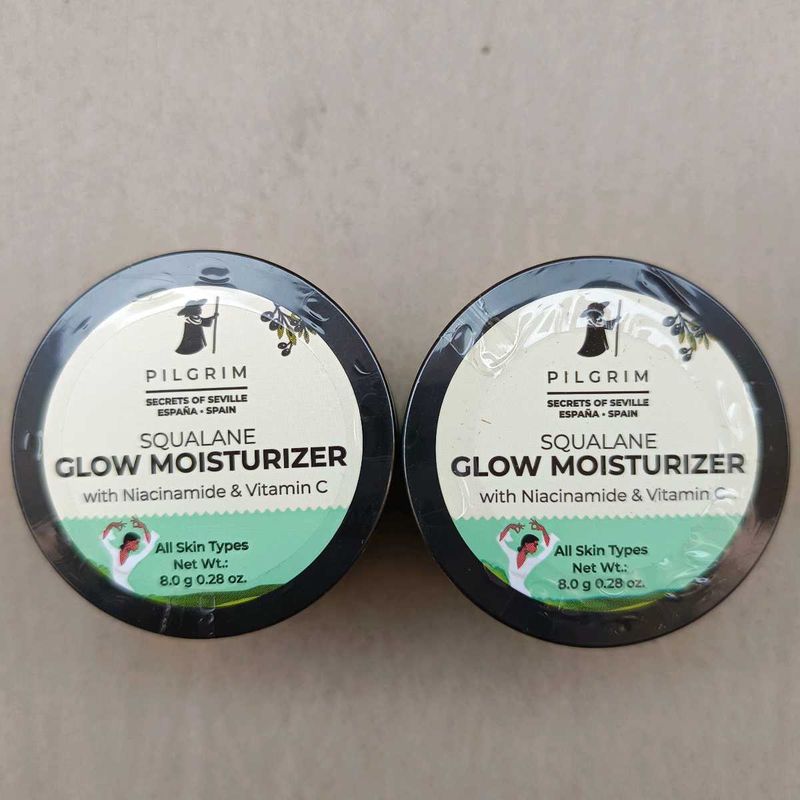 PILGRIM
SECRETS OF SEVILLE
ESPAÑA • SPAIN
SQUALANE
GLOW MOISTURIZER
with Niacinamide & Vitamin C
All Skin Types
Net Wt.:
8.0 g 0.28 oz.
PILGRIM
SECRETS OF SEVILLE
ESPAÑA • SPAIN
SQUALANE
GLOW MOISTURIZER
with Niacinamide & Vitamin C
All Skin Types
Net Wt.:
8.0 g 0.28 oz.